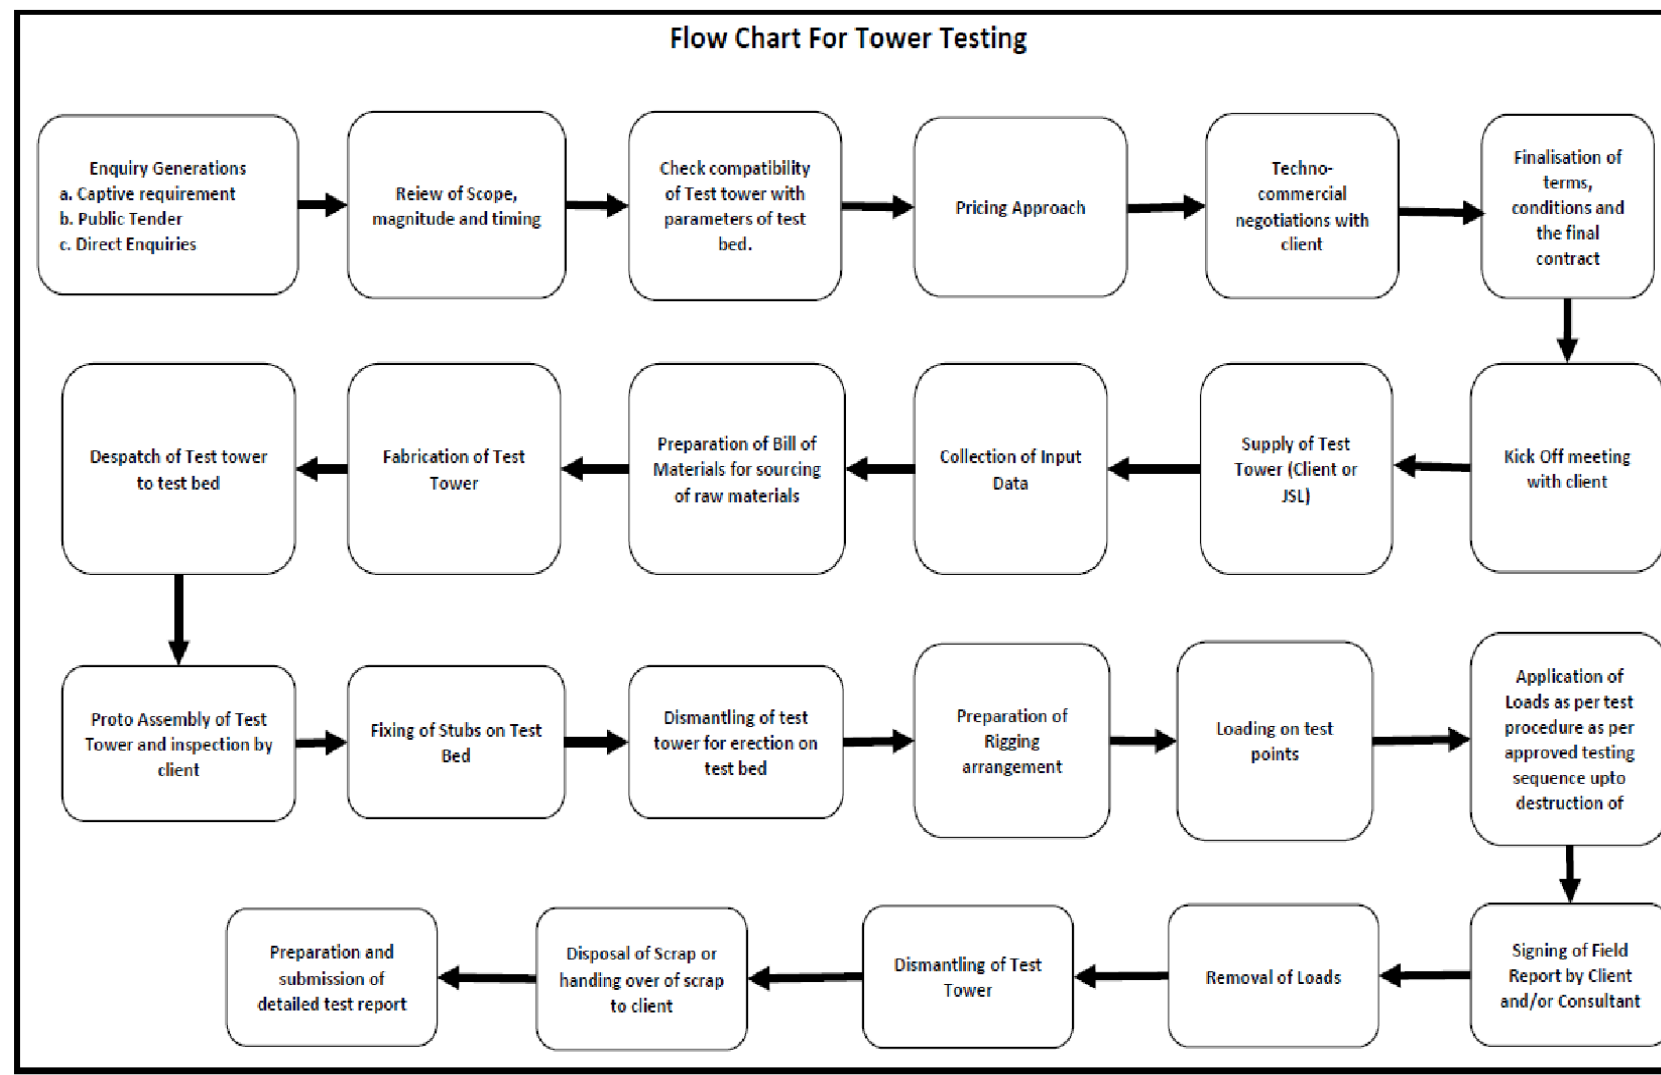 Flow Chart For Tower Testing
Enquiry Generations
a. Captive requirement
b. Public Tender
c. Direct Enquiries
Reiew of Scope,
magnitude and timing
Check compatibility
of Test tower with
parameters of test
bed.
Pricing Approach
Techno-
commercial
negotiations with
client
Finalisation of
terms,
conditions and
the final
contract
Kick Off meeting
with client
Supply of Test
Tower (Client or
JSL)
Collection of Input
Data
Preparation of Bill of
Materials for sourcing
of raw materials
Fabrication of Test
Tower
Despatch of Test tower
to test bed
Proto Assembly of Test
Tower and inspection by
client
Fixing of Stubs on Test
Bed
Dismantling of test
tower for erection on
test bed
Preparation of
Rigging
arrangement
Loading on test
points
Application of
Loads as per test
procedure as per
approved testing
sequence upto
destruction of
Signing of Field
Report by Client
and/or Consultant
Removal of Loads
Dismantling of Test
Tower
Disposal of Scrap or
handing over of scrap
to client
Preparation and
submission of
detailed test report